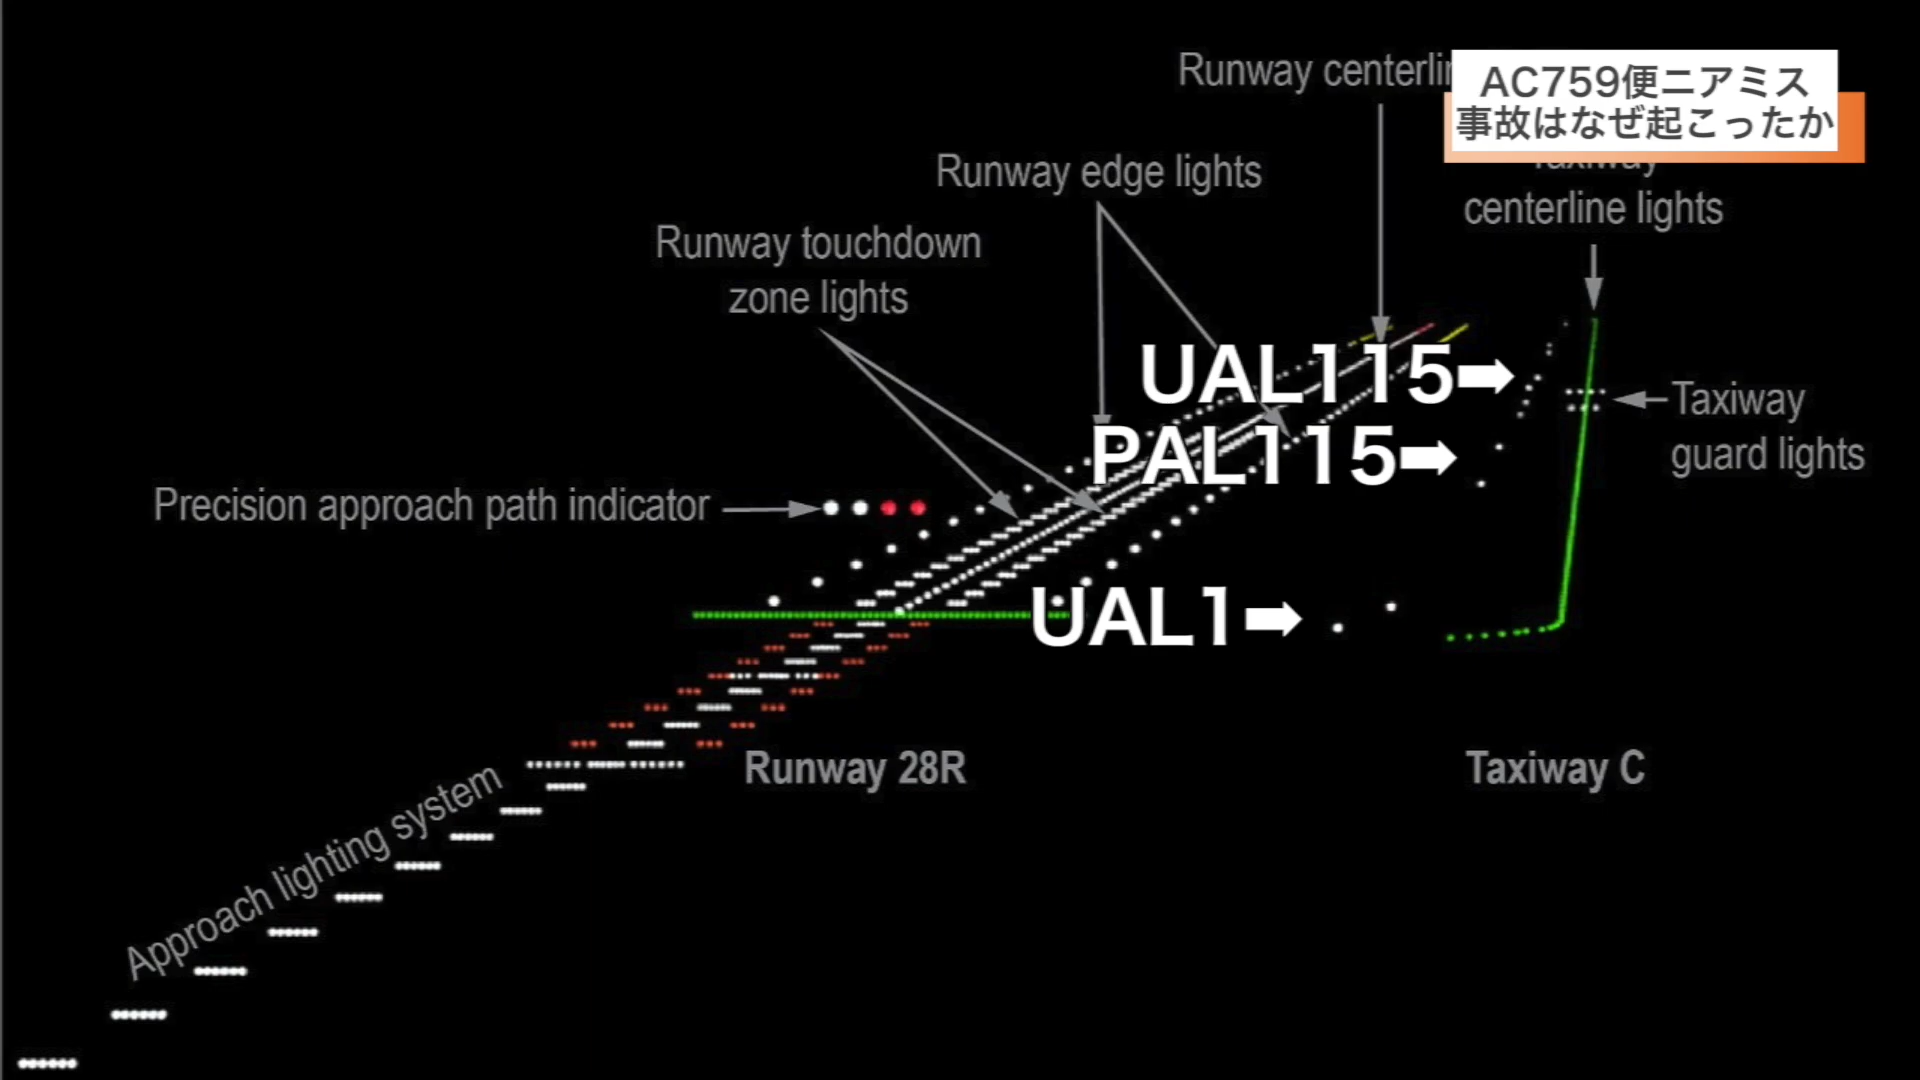 Runway centerlin
AC759便ニアミス
事故はなぜ起こったか
Runway edge lights
Taxiway
centerline lights
Runway touchdown
zone lights
UAL115➡
Taxiway
guard lights
PAL115➡
Precision approach path indicator
UAL1➡
Runway 28R
Taxiway C
Approach lighting system